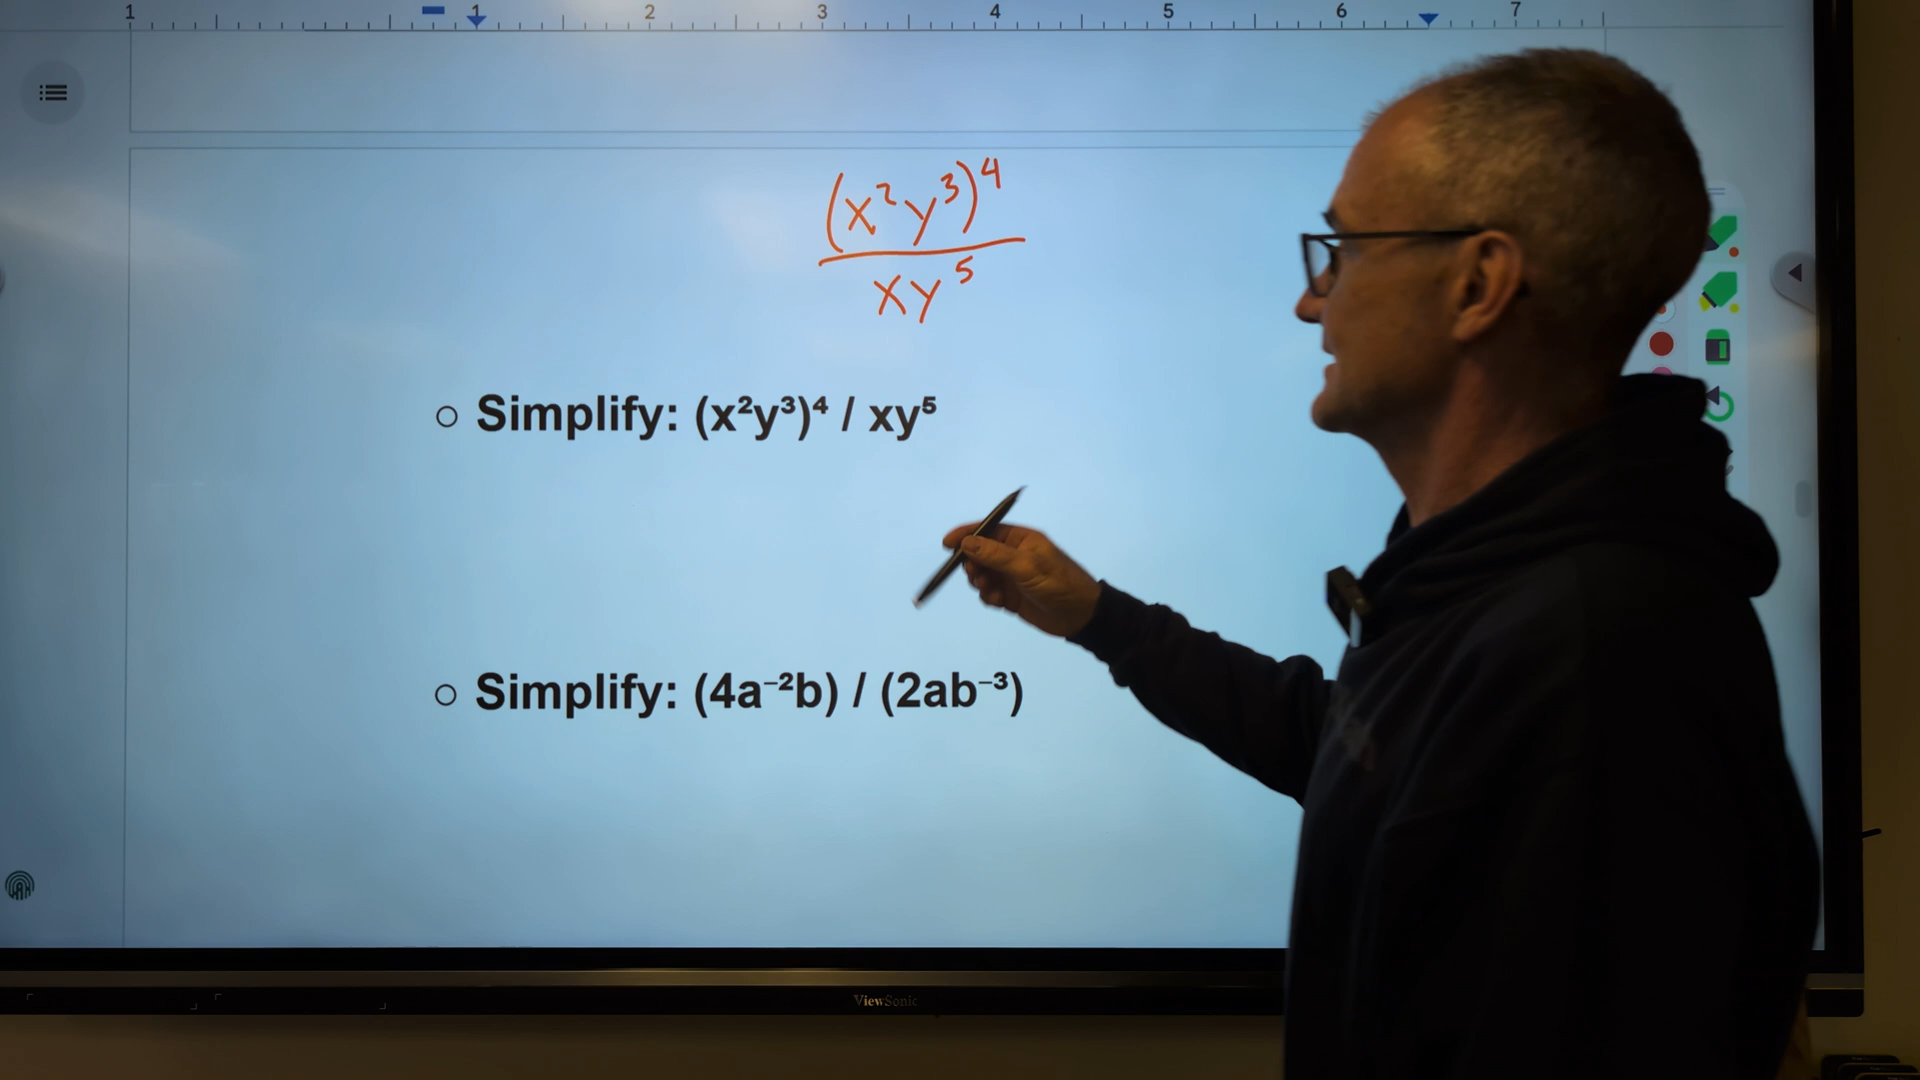 1 1 2 3 4 5 6 7
(x²y³)⁴
xy⁵
○ Simplify: (x²y³)⁴ / xy⁵
○ Simplify: (4a⁻²b) / (2ab⁻³)
ViewSonic